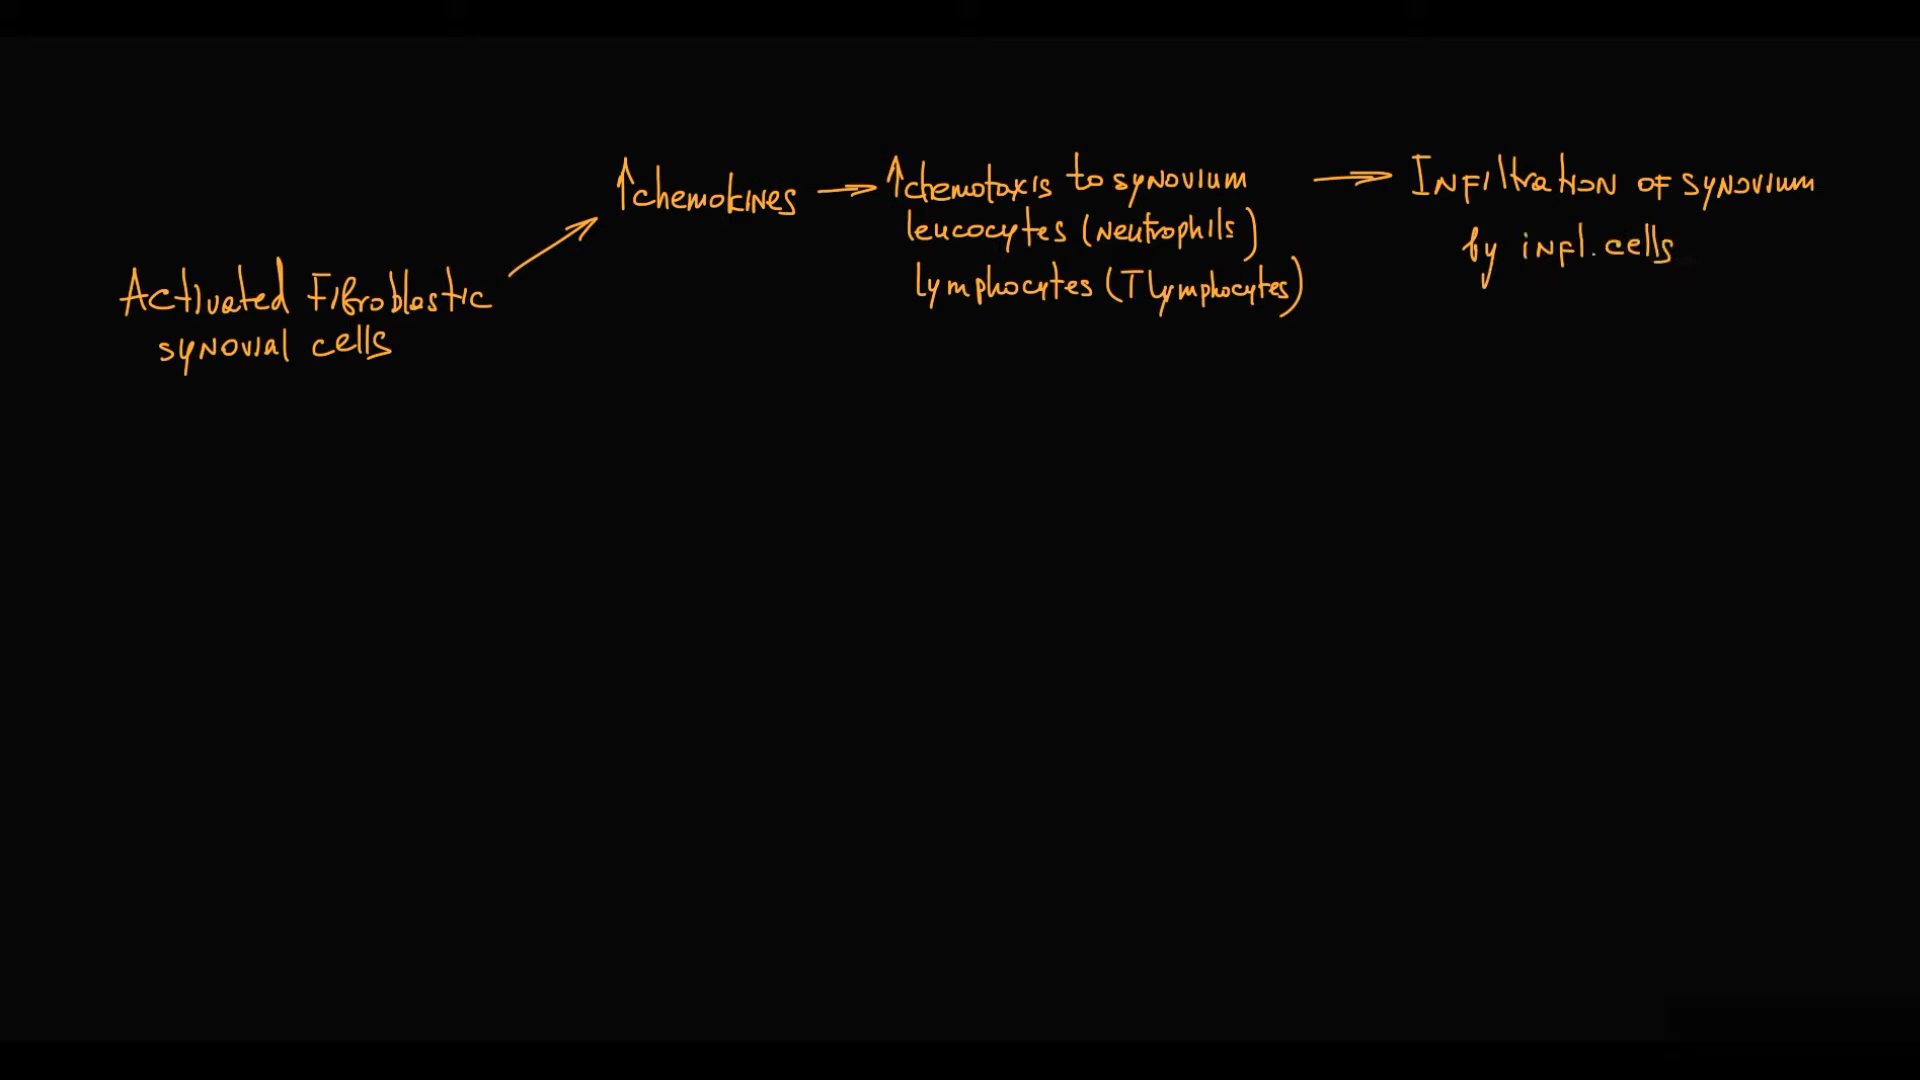 ↑chemokines → ↑chemotaxis to synovium → Infiltration of synovium
leucocytes (Neutrophils)
by infl. cells
Activated Fibroblastic
lymphocytes (T lymphocytes)
synovial cells